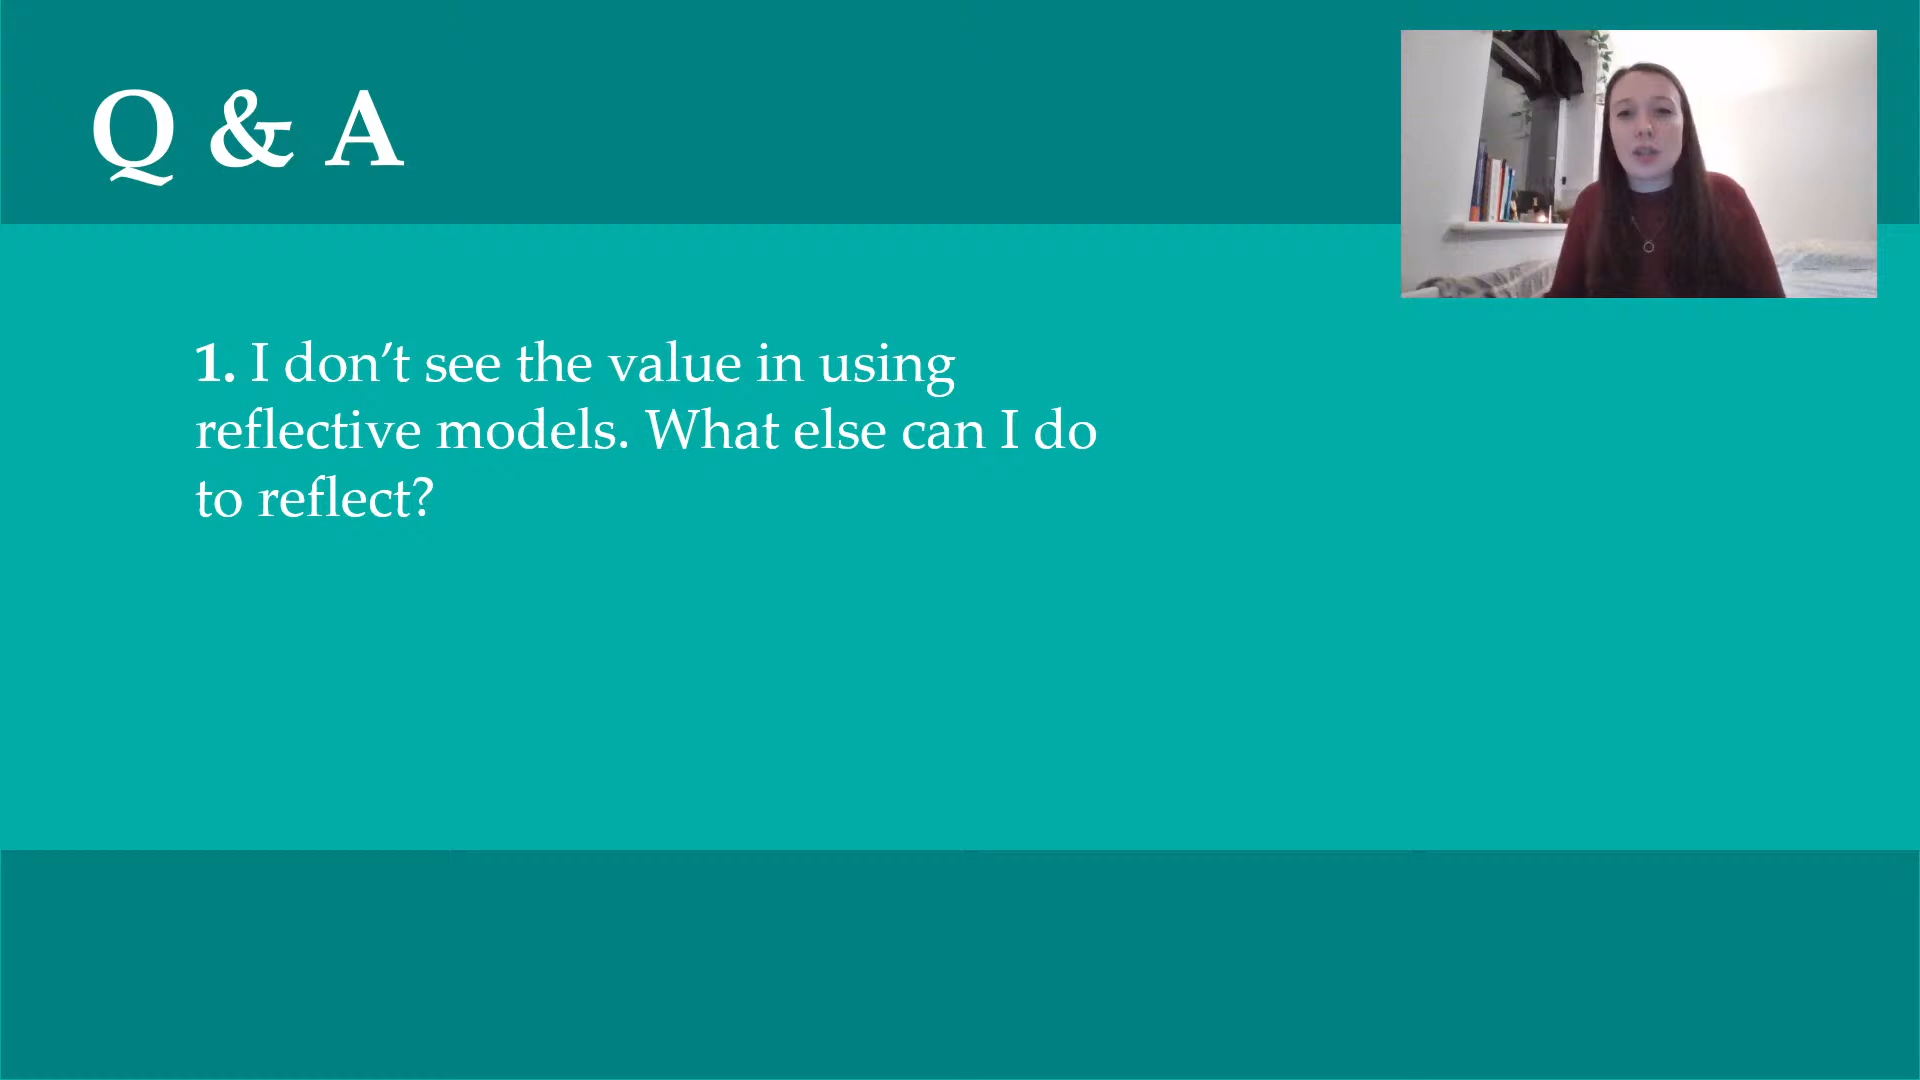 Q & A
1. I don’t see the value in using
reflective models. What else can I do
to reflect?